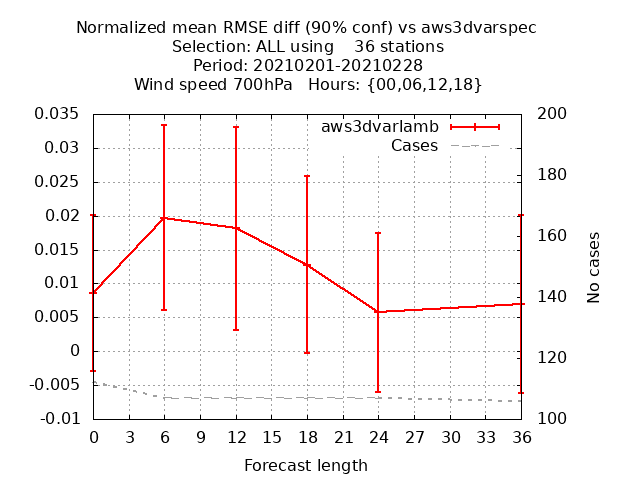 Normalized mean RMSE diff (90% conf) vs aws3dvarspec
Selection: ALL using    36 stations
Period: 20210201-20210228
Wind speed 700hPa   Hours: {00,06,12,18}
aws3dvarlamb
Cases
0.035
0.03
0.025
0.02
0.015
0.01
0.005
0
-0.005
-0.01
200
180
160
140
120
100
No cases
0 3 6 9 12 15 18 21 24 27 30 33 36
Forecast length